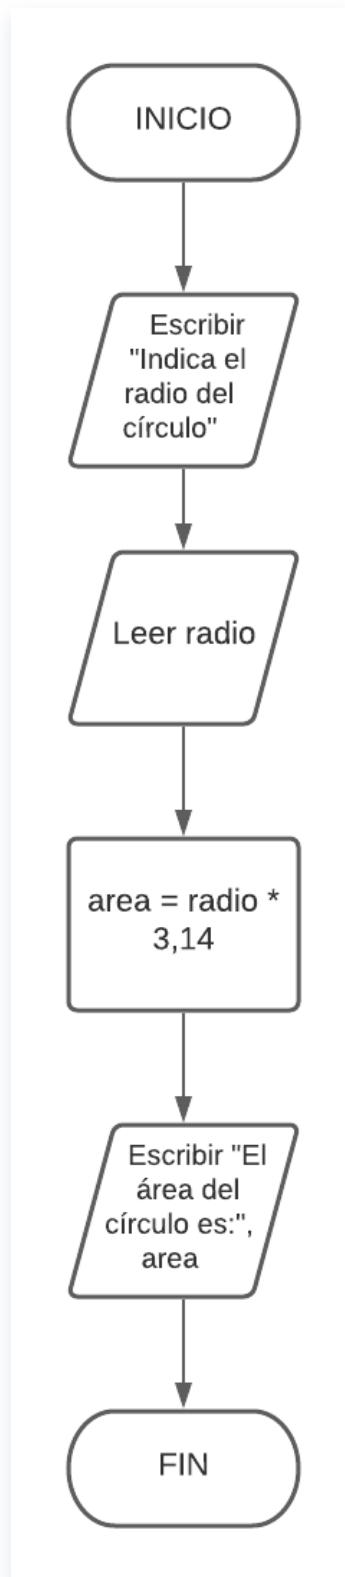 INICIO
Escribir
"Indica el
radio del
círculo"
Leer radio
area = radio *
3,14
Escribir "El
área del
círculo es:",
area
FIN